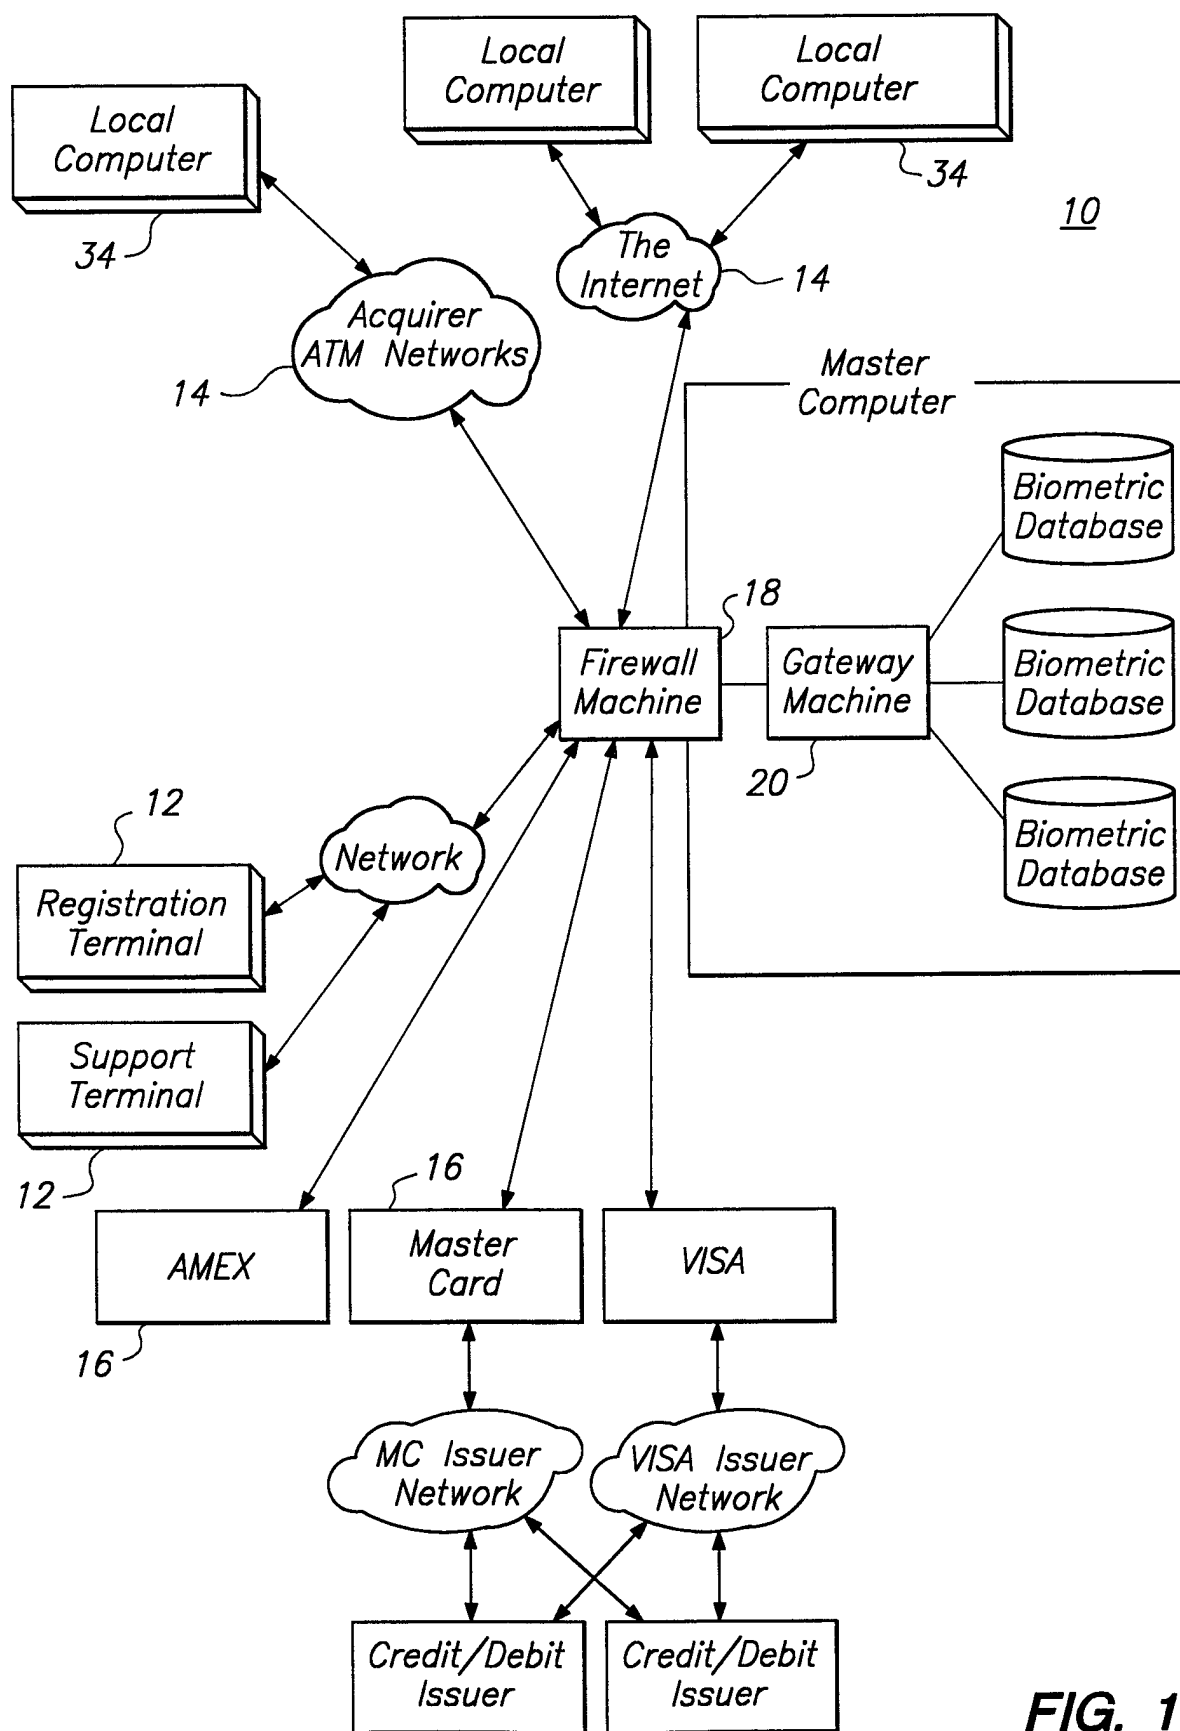 Local
Computer
Local
Computer
Local
Computer
34
34
10
The
Internet
14
Acquirer
ATM Networks
14
Master
Computer
Biometric
Database
18
Firewall
Machine
Gateway
Machine
Biometric
Database
20
12
Network
Biometric
Database
Registration
Terminal
Support
Terminal
12
16
AMEX
Master
Card
VISA
16
MC Issuer
Network
VISA Issuer
Network
Credit/Debit
Issuer
Credit/Debit
Issuer
FIG. 1